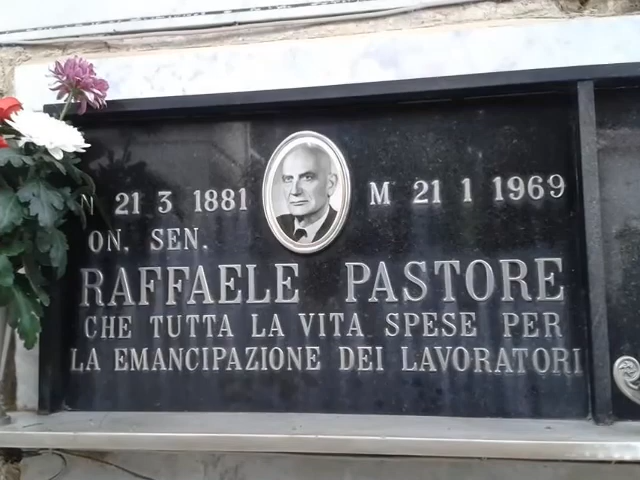 N 21 3 1881 M 21 1 1969
ON. SEN.
RAFFAELE PASTORE
CHE TUTTA LA VITA SPESE PER
LA EMANCIPAZIONE DEI LAVORATORI